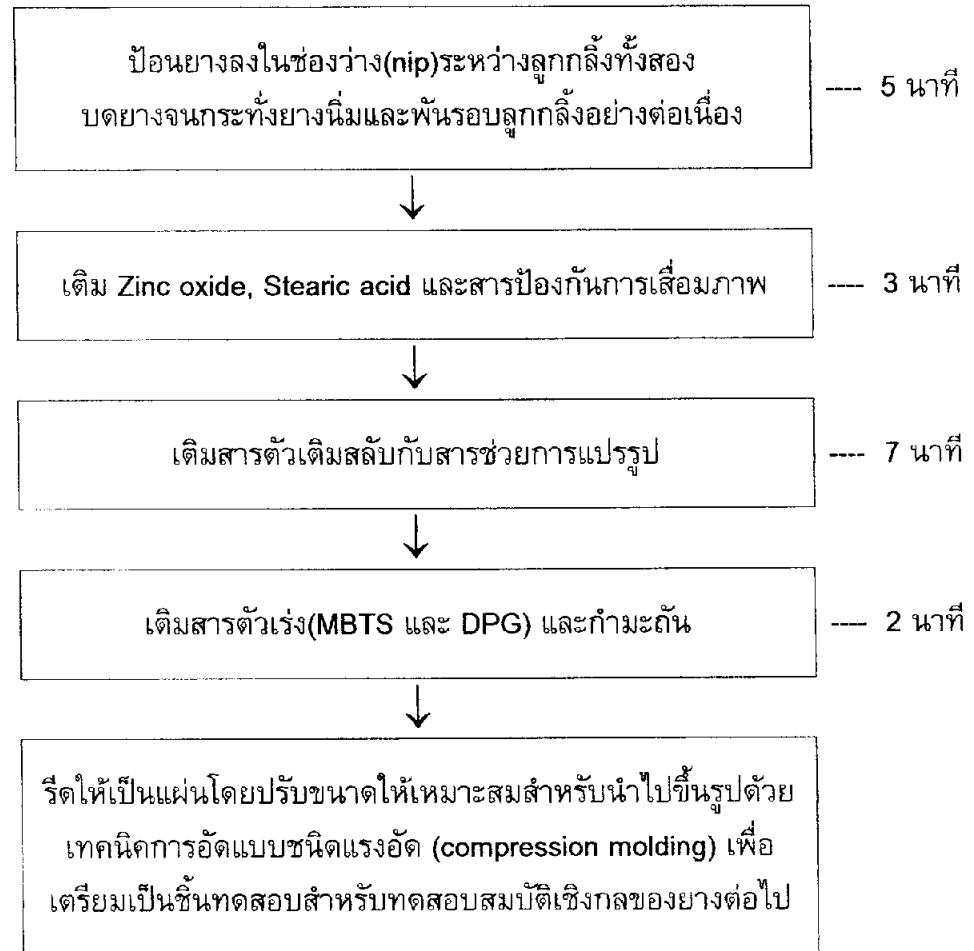 ป้อนยางลงในช่องว่าง(nip)ระหว่างลูกกลิ้งทั้งสอง
บดยางจนกระทั่งยางนิ่มและพันรอบลูกกลิ้งอย่างต่อเนื่อง
---- 5 นาที
เติม Zinc oxide, Stearic acid และสารป้องกันการเสื่อมภาพ
---- 3 นาที
เติมสารตัวเติมสลับกับสารช่วยการแปรรูป
---- 7 นาที
เติมสารตัวเร่ง(MBTS และ DPG) และกำมะถัน
---- 2 นาที
รีดให้เป็นแผ่นโดยปรับขนาดให้เหมาะสมสำหรับนำไปขึ้นรูปด้วย
เทคนิคการอัดแบบชนิดแรงอัด (compression molding) เพื่อ
เตรียมเป็นชิ้นทดสอบสำหรับทดสอบสมบัติเชิงกลของยางต่อไป